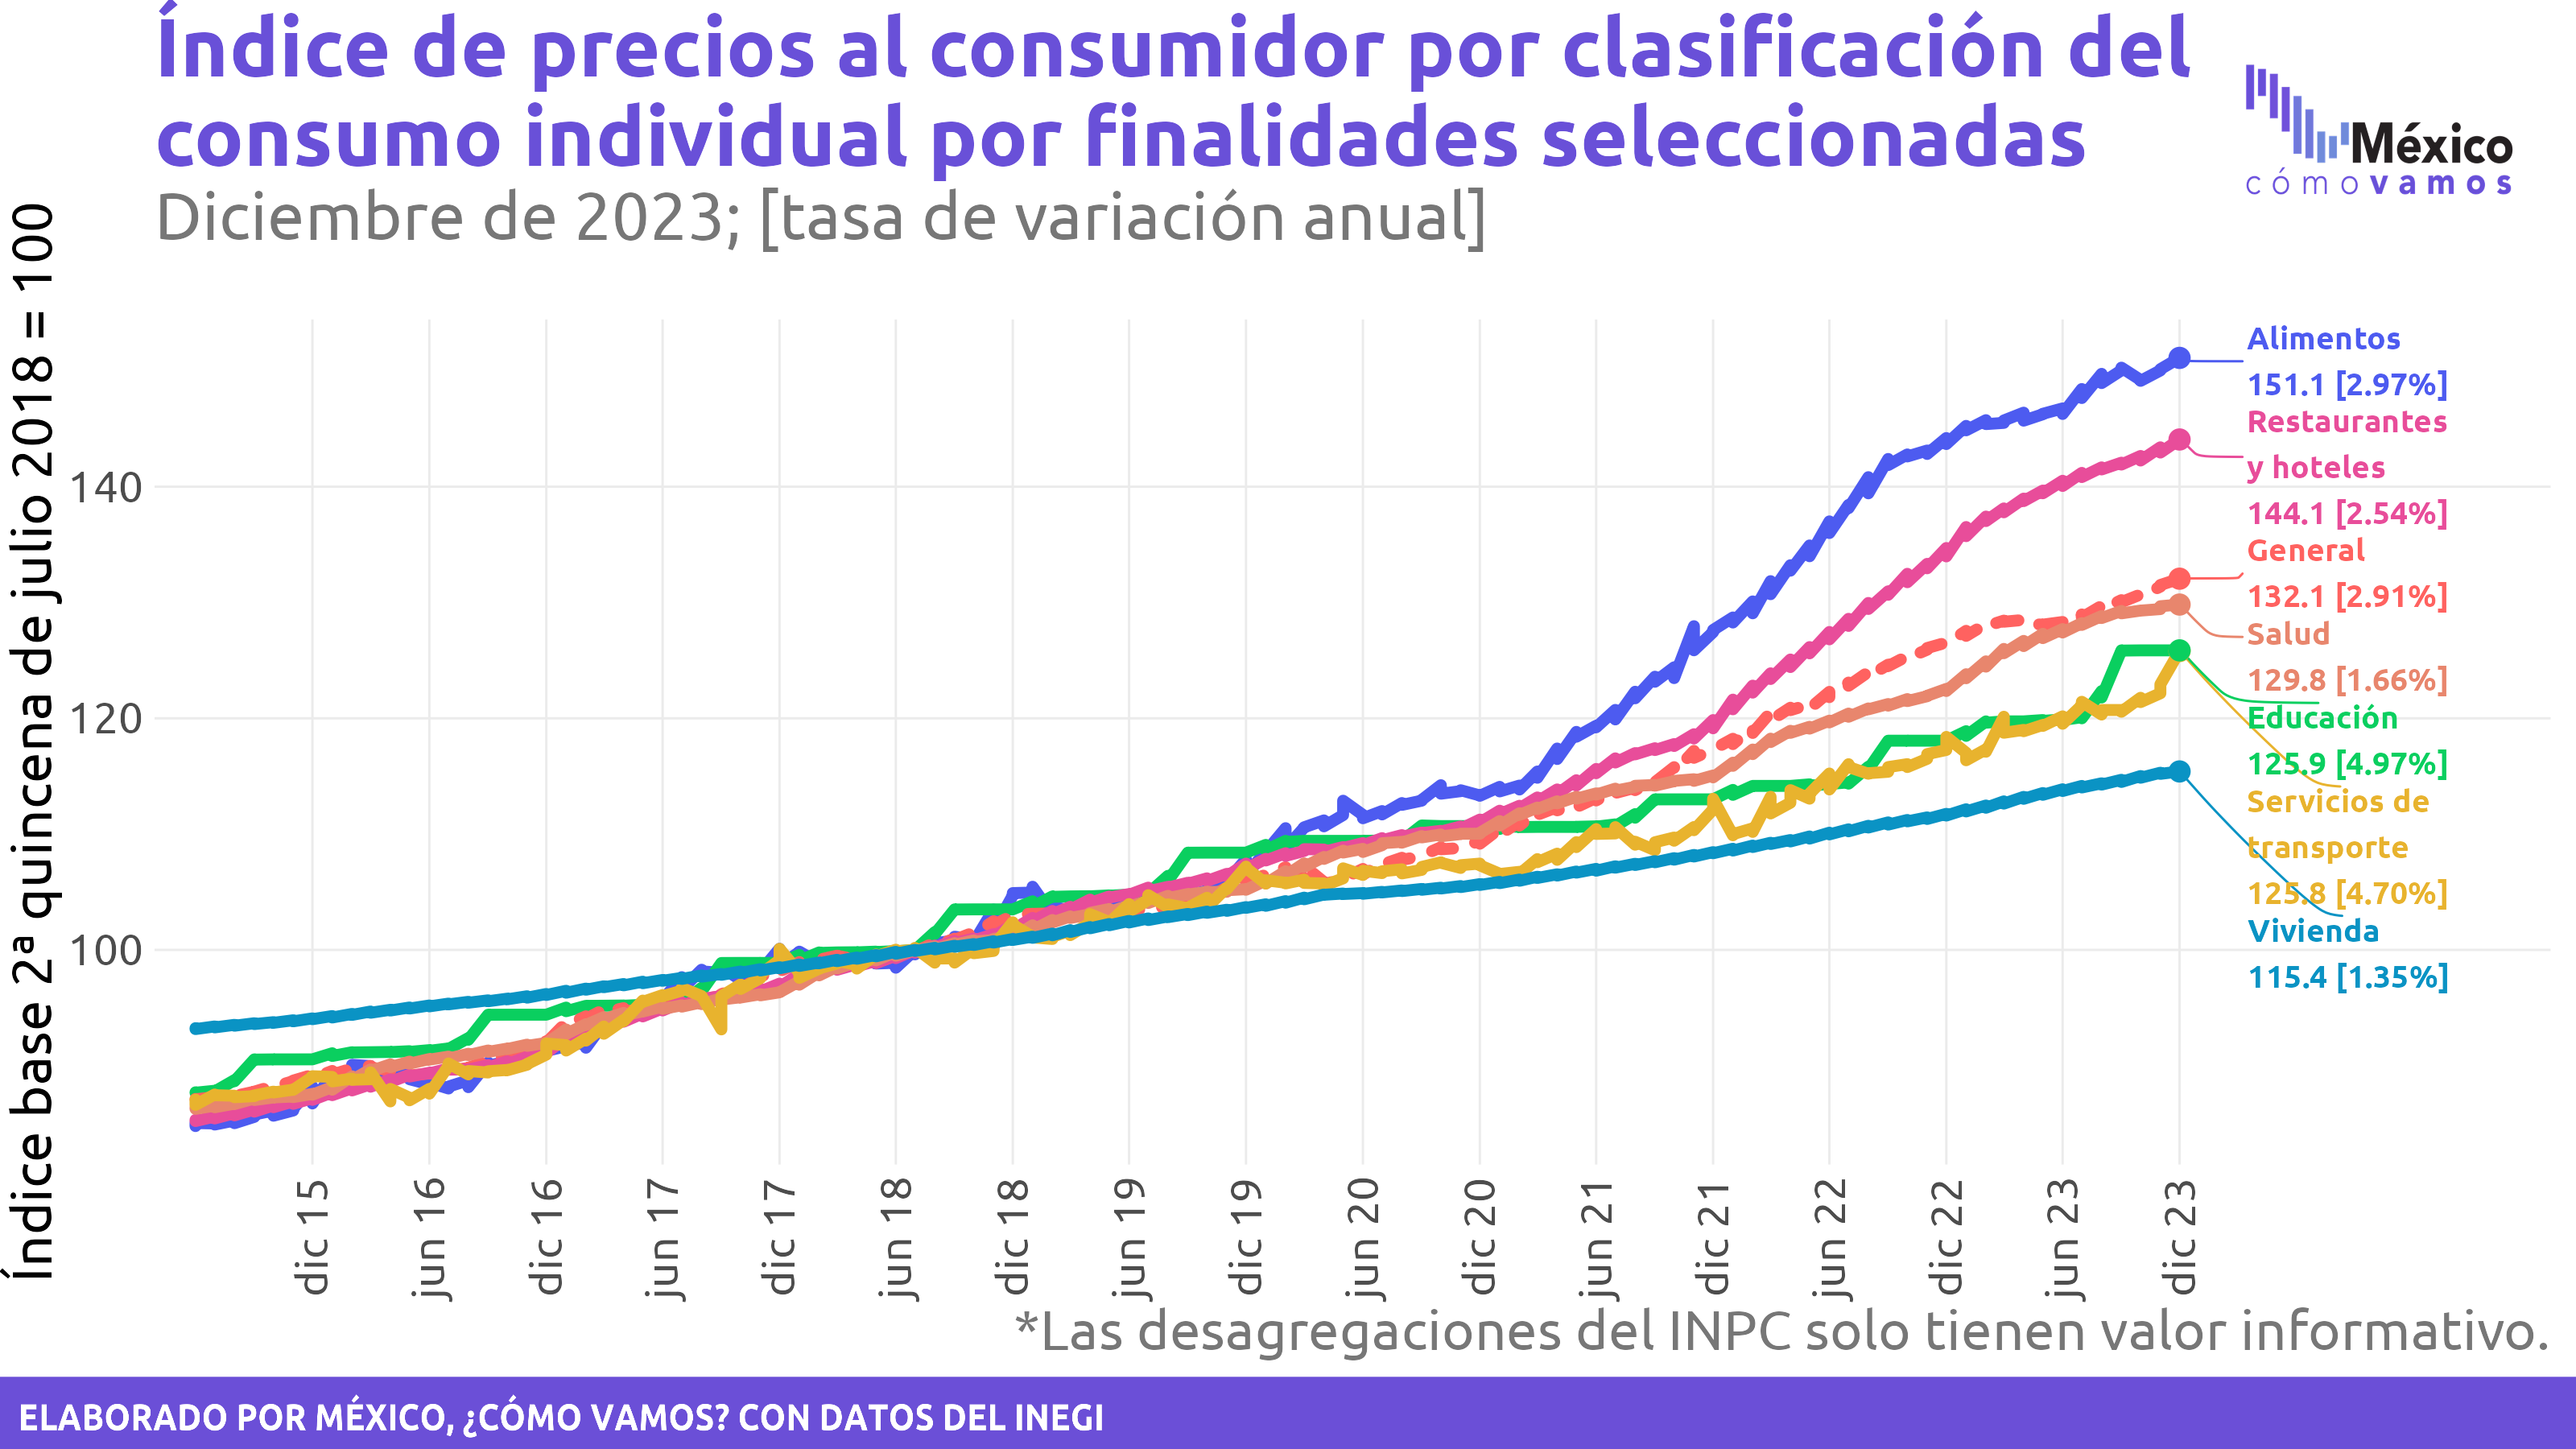 Índice de precios al consumidor por clasificación del
consumo individual por finalidades seleccionadas
Diciembre de 2023; [tasa de variación anual]
México
cómo vamos
Índice base 2ª quincena de julio 2018 = 100
140
120
100
Alimentos
151.1 [2.97%]
Restaurantes
y hoteles
144.1 [2.54%]
General
132.1 [2.91%]
Salud
129.8 [1.66%]
Educación
125.9 [4.97%]
Servicios de
transporte
125.8 [4.70%]
Vivienda
115.4 [1.35%]
dic 15
jun 16
dic 16
jun 17
dic 17
jun 18
dic 18
jun 19
dic 19
jun 20
dic 20
jun 21
dic 21
jun 22
dic 22
jun 23
dic 23
*Las desagregaciones del INPC solo tienen valor informativo.
ELABORADO POR MÉXICO, ¿CÓMO VAMOS? CON DATOS DEL INEGI